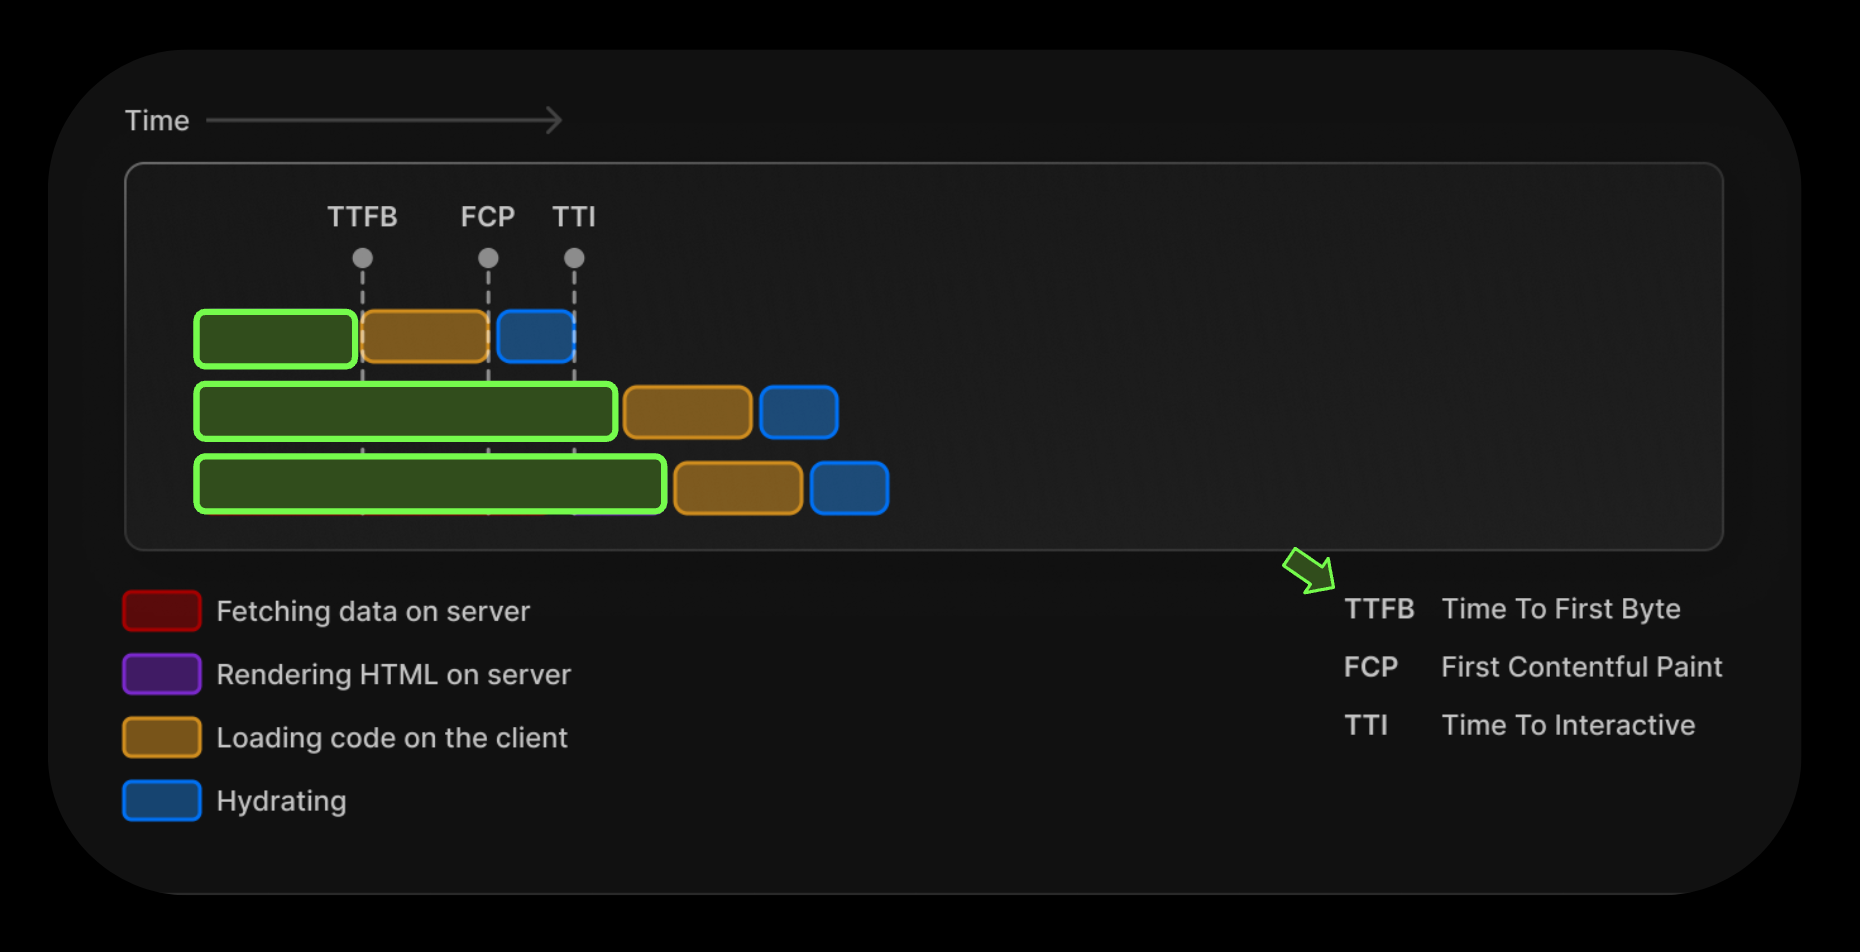 Time
TTFB FCP TTI
Fetching data on server
Rendering HTML on server
Loading code on the client
Hydrating
TTFB Time To First Byte
FCP First Contentful Paint
TTI Time To Interactive